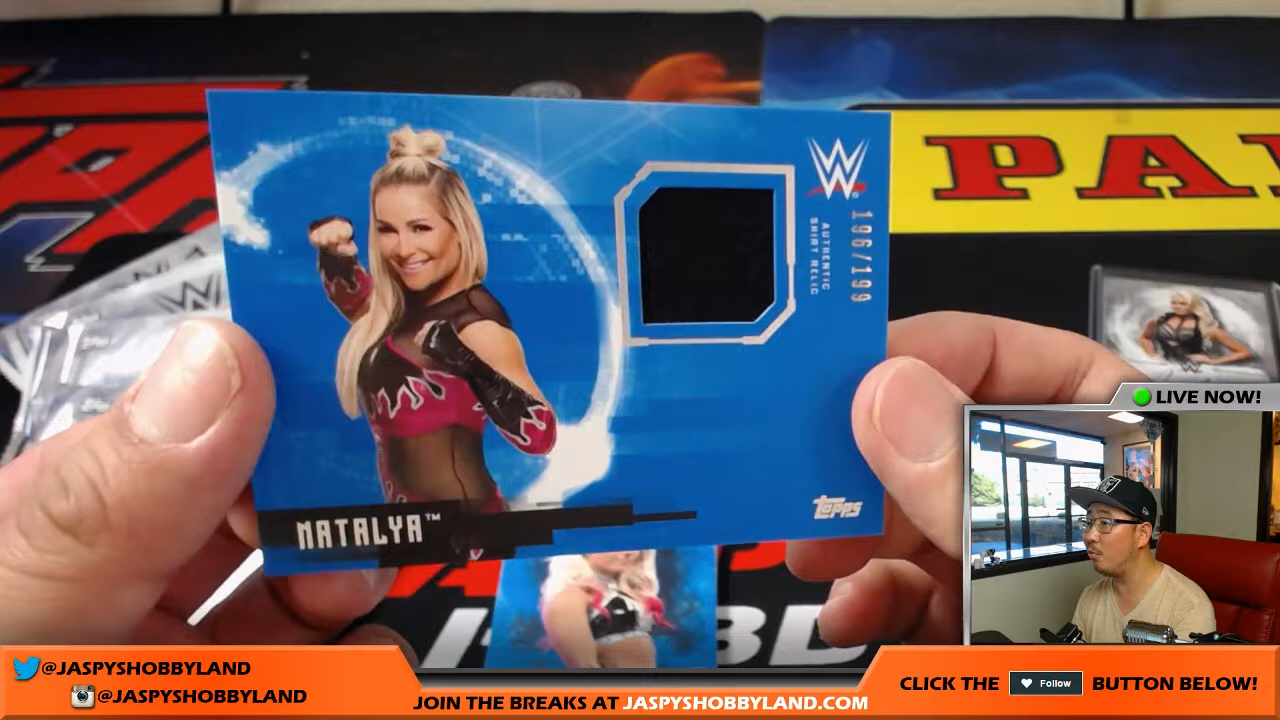 PA
W
196/199
AUTHENTIC
SHIRT RELIC
NATALYA™
Topps
LIVE NOW!
@JASPYSHOBBYLAND
@JASPYSHOBBYLAND
JOIN THE BREAKS AT JASPYSHOBBYLAND.COM
CLICK THE Follow BUTTON BELOW!